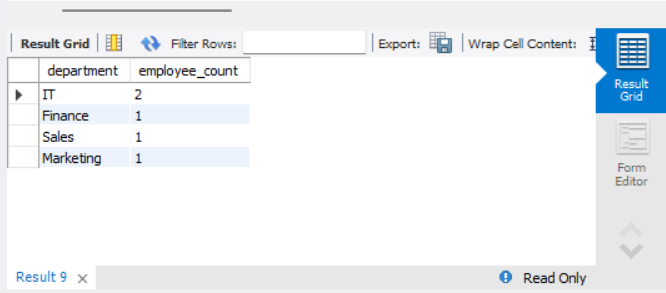 Result Grid Filter Rows: Export: Wrap Cell Content:
department employee_count
IT 2
Finance 1
Sales 1
Marketing 1
Result
Grid
Form
Editor
Result 9 Read Only